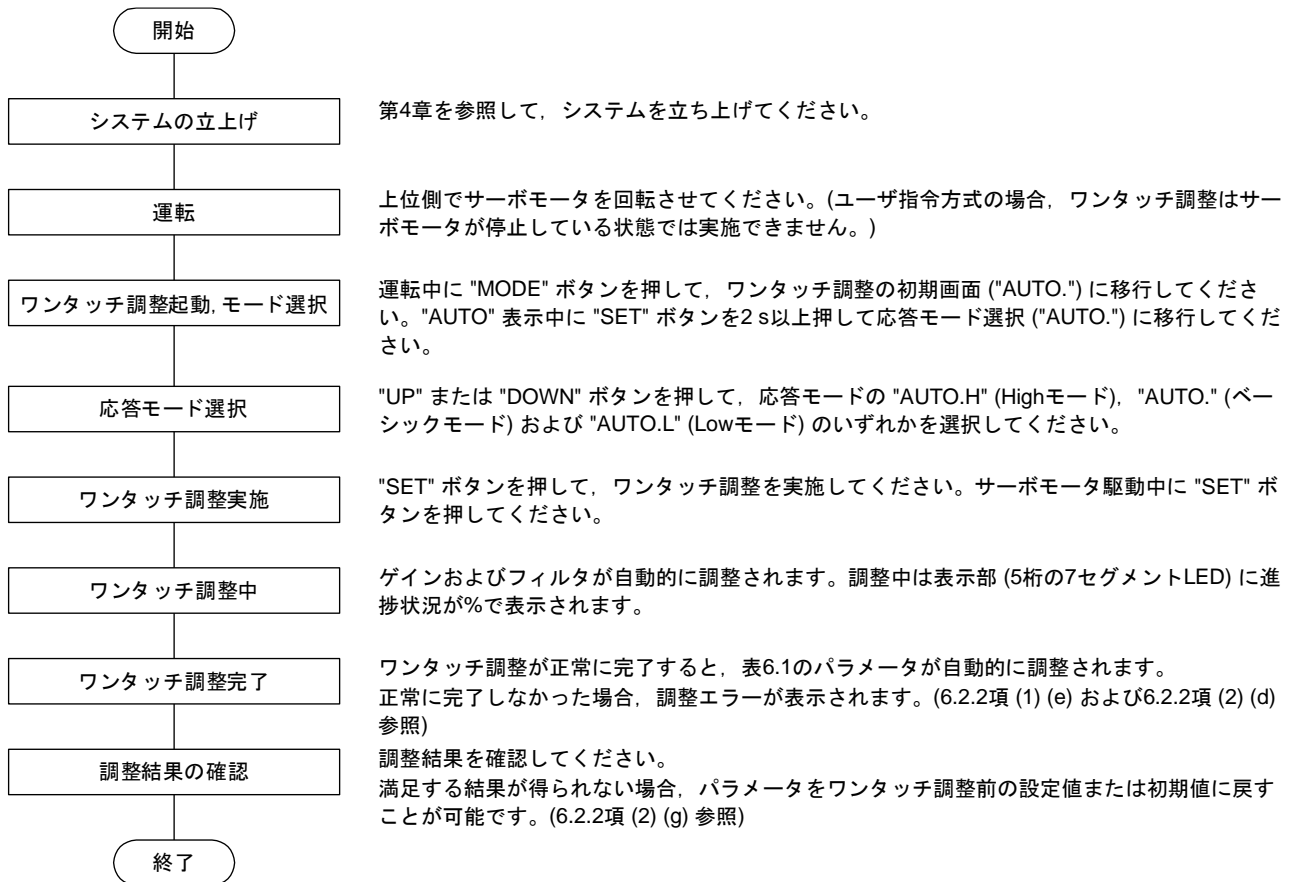 開始
システムの立上げ
第4章を参照して，システムを立ち上げてください。
運転
上位側でサーボモータを回転させてください。(ユーザ指令方式の場合，ワンタッチ調整はサー
ボモータが停止している状態では実施できません。)
ワンタッチ調整起動, モード選択
運転中に "MODE" ボタンを押して，ワンタッチ調整の初期画面 ("AUTO.") に移行してくださ
い。"AUTO" 表示中に "SET" ボタンを2 s以上押して応答モード選択 ("AUTO.") に移行してくだ
さい。
応答モード選択
"UP" または "DOWN" ボタンを押して，応答モードの "AUTO.H" (Highモード)，"AUTO." (ベー
シックモード) および "AUTO.L" (Lowモード) のいずれかを選択してください。
ワンタッチ調整実施
"SET" ボタンを押して，ワンタッチ調整を実施してください。サーボモータ駆動中に "SET" ボ
タンを押してください。
ワンタッチ調整中
ゲインおよびフィルタが自動的に調整されます。調整中は表示部 (5桁の7セグメントLED) に進
捗状況が%で表示されます。
ワンタッチ調整完了
ワンタッチ調整が正常に完了すると，表6.1のパラメータが自動的に調整されます。
正常に完了しなかった場合，調整エラーが表示されます。(6.2.2項 (1) (e) および6.2.2項 (2) (d)
参照)
調整結果の確認
調整結果を確認してください。
満足する結果が得られない場合，パラメータをワンタッチ調整前の設定値または初期値に戻す
ことが可能です。(6.2.2項 (2) (g) 参照)
終了